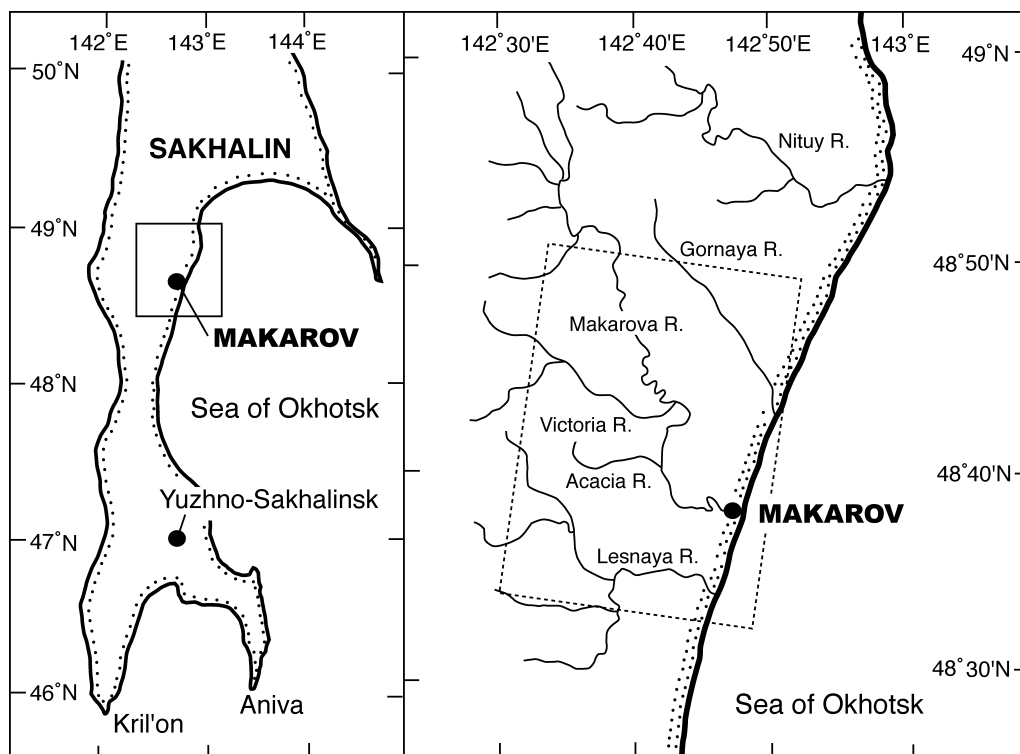 142˚E
143˚E
144˚E
50˚N
SAKHALIN
49˚N
MAKAROV
48˚N
Sea of Okhotsk
Yuzhno-Sakhalinsk
47˚N
46˚N
Aniva
Kril'on
142˚30'E
142˚40'E
142˚50'E
143˚E
49˚N
Nituy R.
Gornaya R.
48˚50'N
Makarova R.
Victoria R.
Acacia R.
48˚40'N
MAKAROV
Lesnaya R.
48˚30'N
Sea of Okhotsk